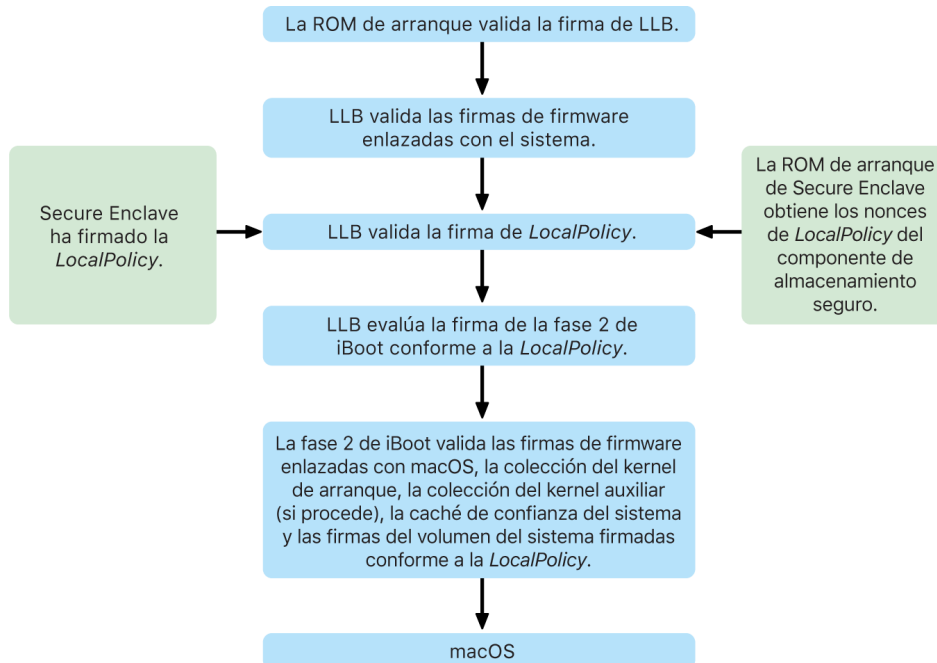 La ROM de arranque valida la firma de LLB.
LLB valida las firmas de firmware
enlazadas con el sistema.
Secure Enclave
ha firmado la
LocalPolicy.
LLB valida la firma de LocalPolicy.
La ROM de arranque
de Secure Enclave
obtiene los nonces
de LocalPolicy del
componente de
almacenamiento
seguro.
LLB evalúa la firma de la fase 2 de
iBoot conforme a la LocalPolicy.
La fase 2 de iBoot valida las firmas de firmware
enlazadas con macOS, la colección del kernel
de arranque, la colección del kernel auxiliar
(si procede), la caché de confianza del sistema
y las firmas del volumen del sistema firmadas
conforme a la LocalPolicy.
macOS